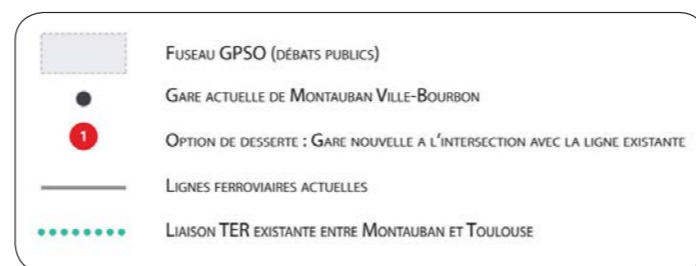 Fuseau GPSO (débats publics)
Gare actuelle de Montauban Ville-Bourbon
1
Option de desserte : Gare nouvelle a l'intersection avec la ligne existante
Lignes ferroviaires actuelles
Liaison TER existante entre Montauban et Toulouse